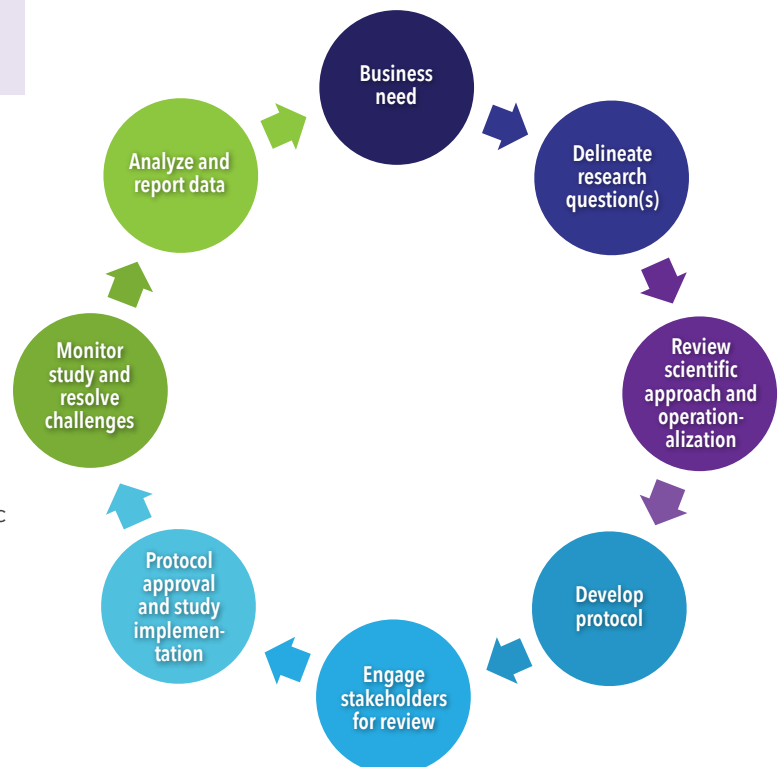 Business
need
Delineate
research
question(s)
Review
scientific
approach and
operation-
alization
Develop
protocol
Engage
stakeholders
for review
Protocol
approval
and study
implemen-
tation
Monitor
study and
resolve
challenges
Analyze and
report data
c